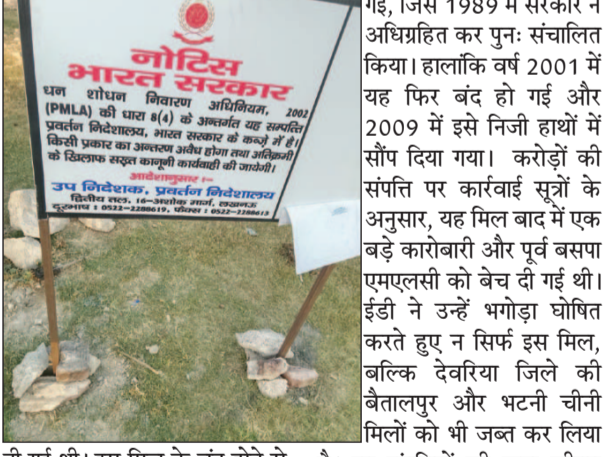 नोटिस
भारत सरकार
धन शोधन निवारण अधिनियम, 2002
(PMLA) की धारा 8(4) के अन्तर्गत यह सम्पत्ति
प्रवर्तन निदेशालय, भारत सरकार के कब्जे में है।
किसी प्रकार का अन्तरण अवैध होगा तथा अतिक्रमी
के खिलाफ सख्त कानूनी कार्यवाही की जायेगी।
आदेशानुसार :-
उप निदेशक, प्रवर्तन निदेशालय
द्वितीय तल, 16-अशोक मार्ग, लखनऊ
दूरभाष : 0522-2288619, फैक्स : 0522-2288613
गई, जिसे 1989 में सरकार ने
अधिग्रहित कर पुनः संचालित
किया। हालांकि वर्ष 2001 में
यह फिर बंद हो गई और
2009 में इसे निजी हाथों में
सौंप दिया गया। करोड़ों की
संपत्ति पर कार्रवाई सूत्रों के
अनुसार, यह मिल बाद में एक
बड़े कारोबारी और पूर्व बसपा
एमएलसी को बेच दी गई थी।
ईडी ने उन्हें भगोड़ा घोषित
करते हुए न सिर्फ इस मिल,
बल्कि देवरिया जिले की
बैतालपुर और भटनी चीनी
मिलों को भी जब्त कर लिया